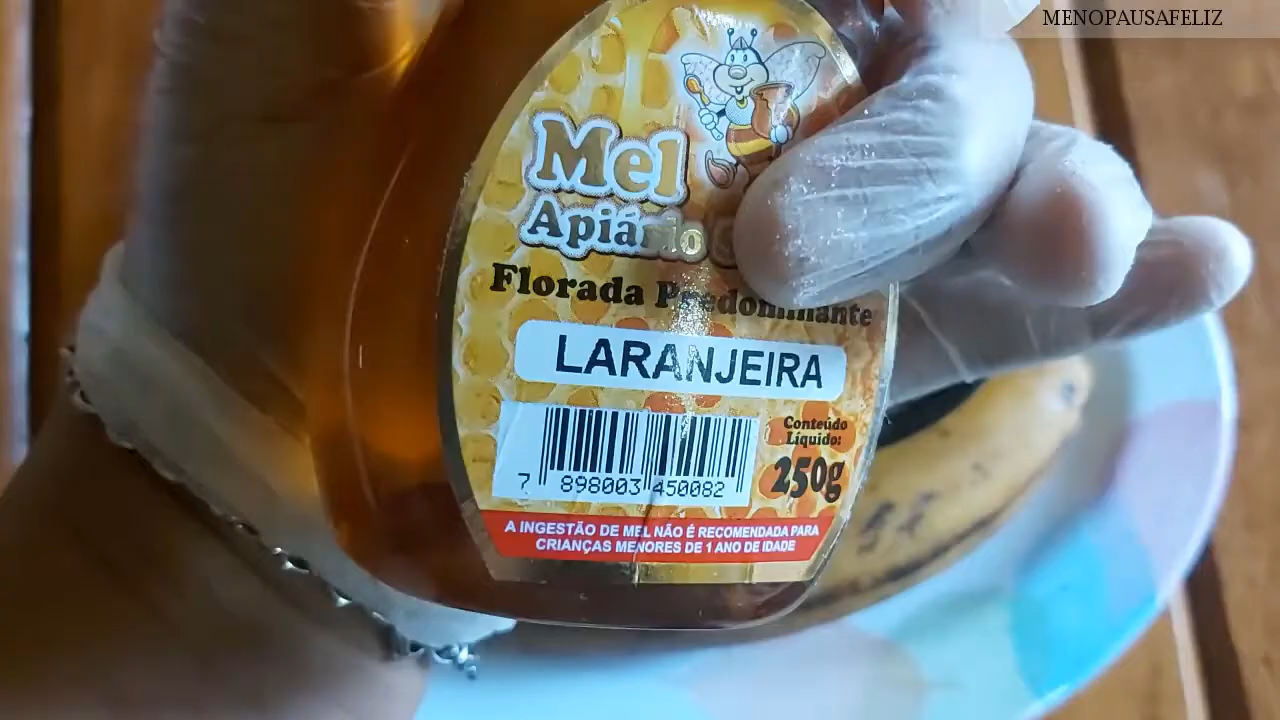 MENOPAUSAFELIZ
Mel
Apiário
Florada Predominante
LARANJEIRA
Conteúdo
Líquido:
250g
7 898003 450082
A INGESTÃO DE MEL NÃO É RECOMENDADA PARA
CRIANÇAS MENORES DE 1 ANO DE IDADE